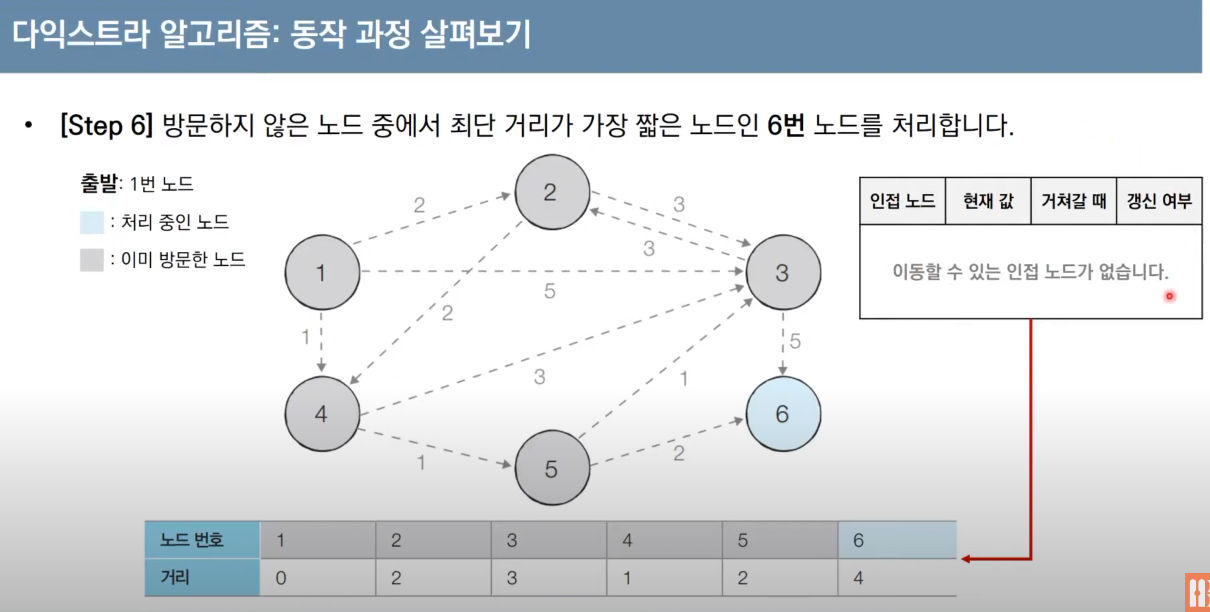 다익스트라 알고리즘: 동작 과정 살펴보기
• [Step 6] 방문하지 않은 노드 중에서 최단 거리가 가장 짧은 노드인 6번 노드를 처리합니다.
출발: 1번 노드
: 처리 중인 노드
: 이미 방문한 노드
2
2
3
3
1
3
5
2
1
5
4
3
1
6
1
5
2
인접 노드 현재 값 거쳐갈 때 갱신 여부
이동할 수 있는 인접 노드가 없습니다.
노드 번호 1 2 3 4 5 6
거리 0 2 3 1 2 4